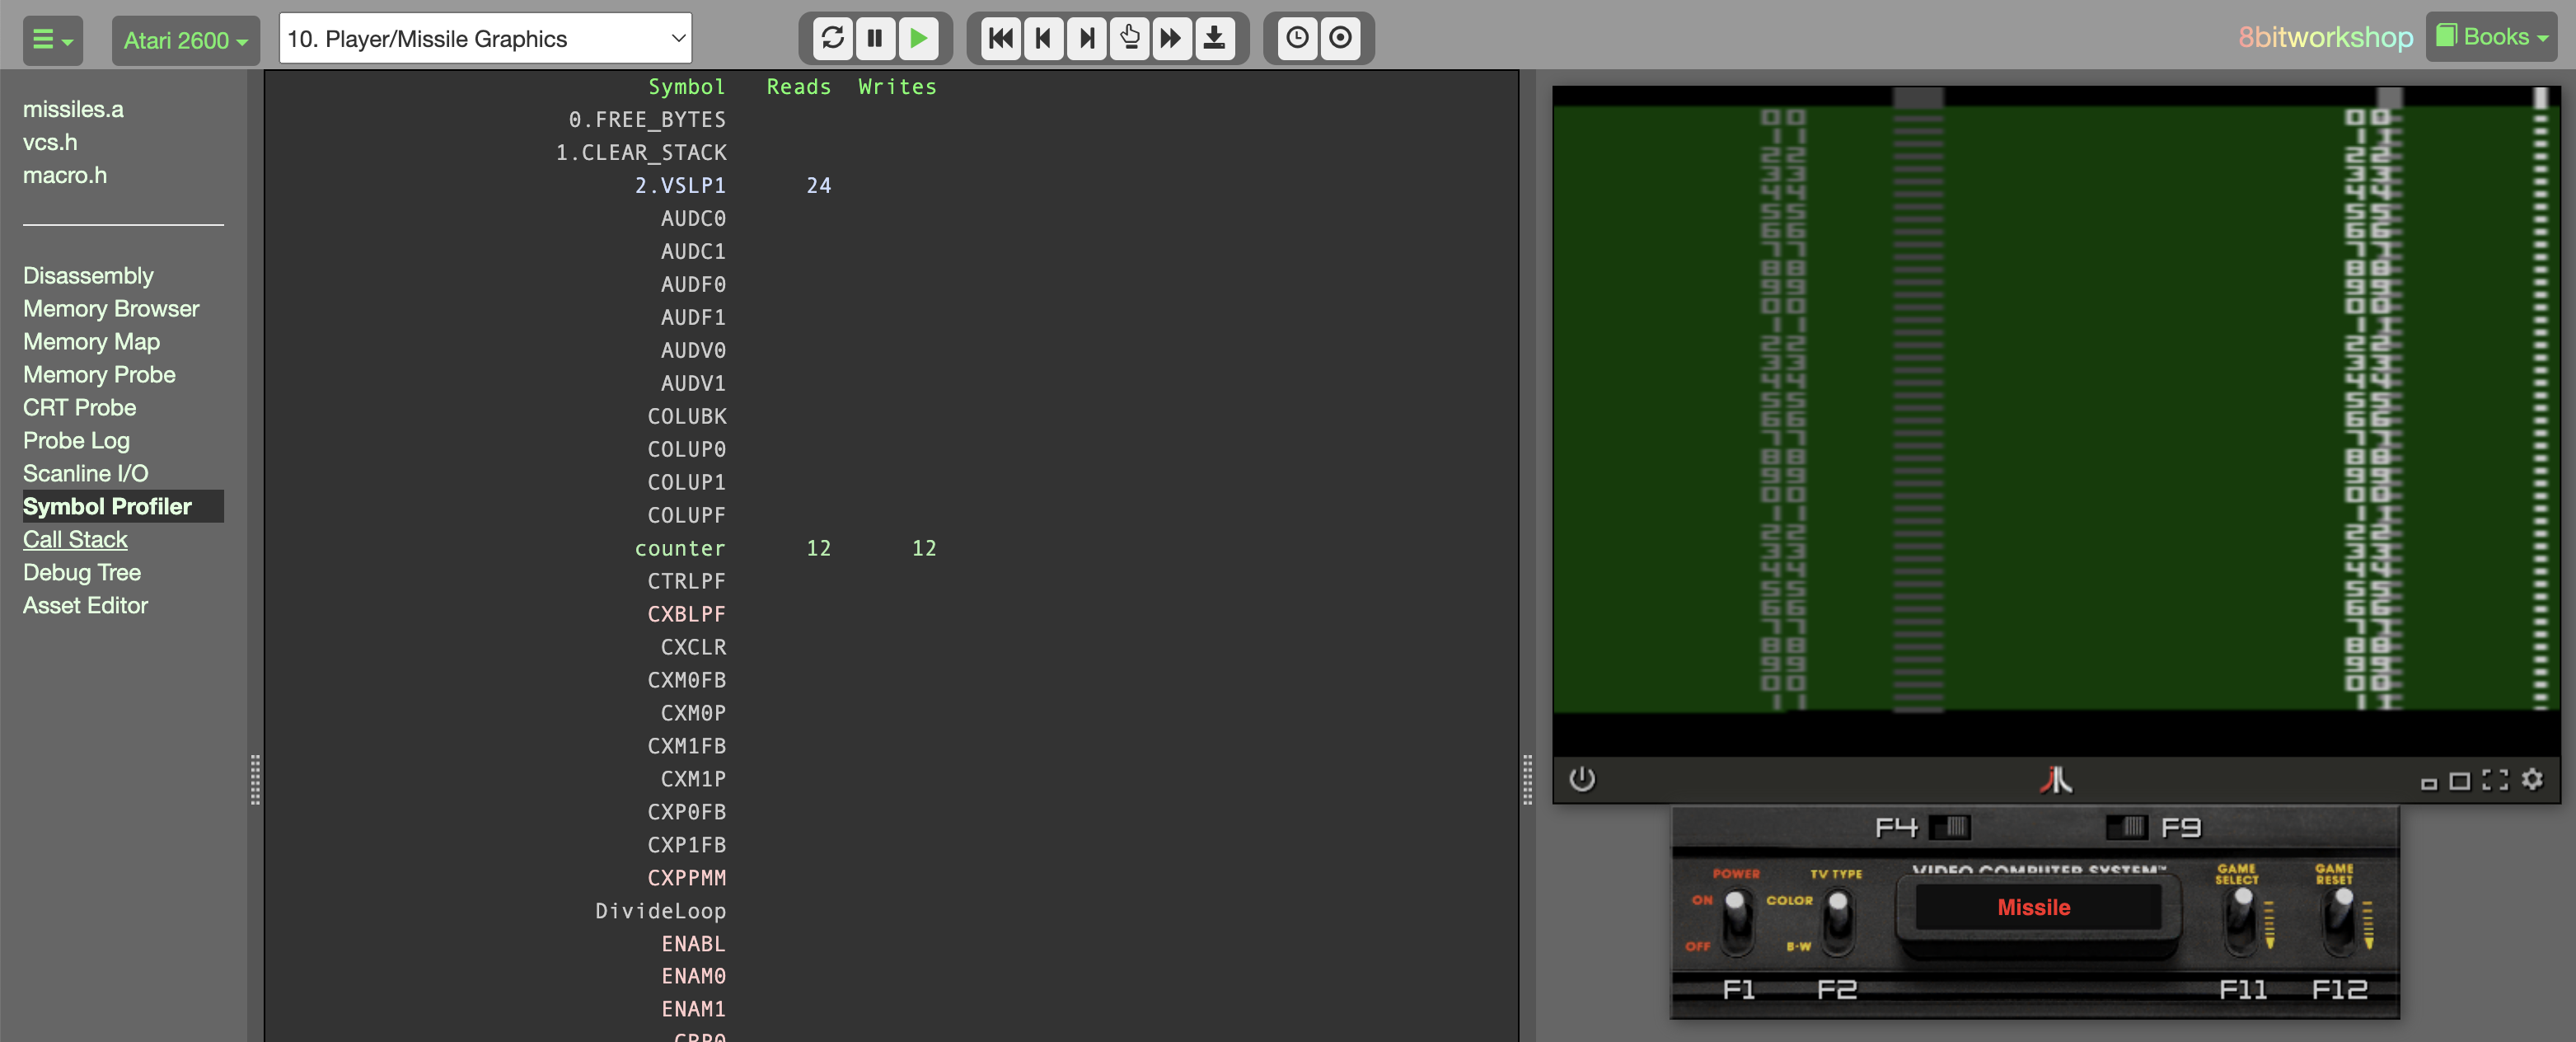 Atari 2600
10. Player/Missile Graphics
8bitworkshop
Books
missiles.a
vcs.h
macro.h
Disassembly
Memory Browser
Memory Map
Memory Probe
CRT Probe
Probe Log
Scanline I/O
Symbol Profiler
Call Stack
Debug Tree
Asset Editor
Symbol Reads Writes
0.FREE_BYTES
1.CLEAR_STACK
2.VSLP1 24
AUDC0
AUDC1
AUDF0
AUDF1
AUDV0
AUDV1
COLUBK
COLUP0
COLUP1
COLUPF
counter 12 12
CTRLPF
CXBLPF
CXCLR
CXM0FB
CXM0P
CXM1FB
CXM1P
CXP0FB
CXP1FB
CXPPMM
DivideLoop
ENABL
ENAM0
ENAM1
GRP0
F4 F9
VIDEO COMPUTER SYSTEM™
POWER
ON
OFF
TV TYPE
COLOR
B·W
Missile
GAME SELECT
GAME RESET
F1 F2 F11 F12